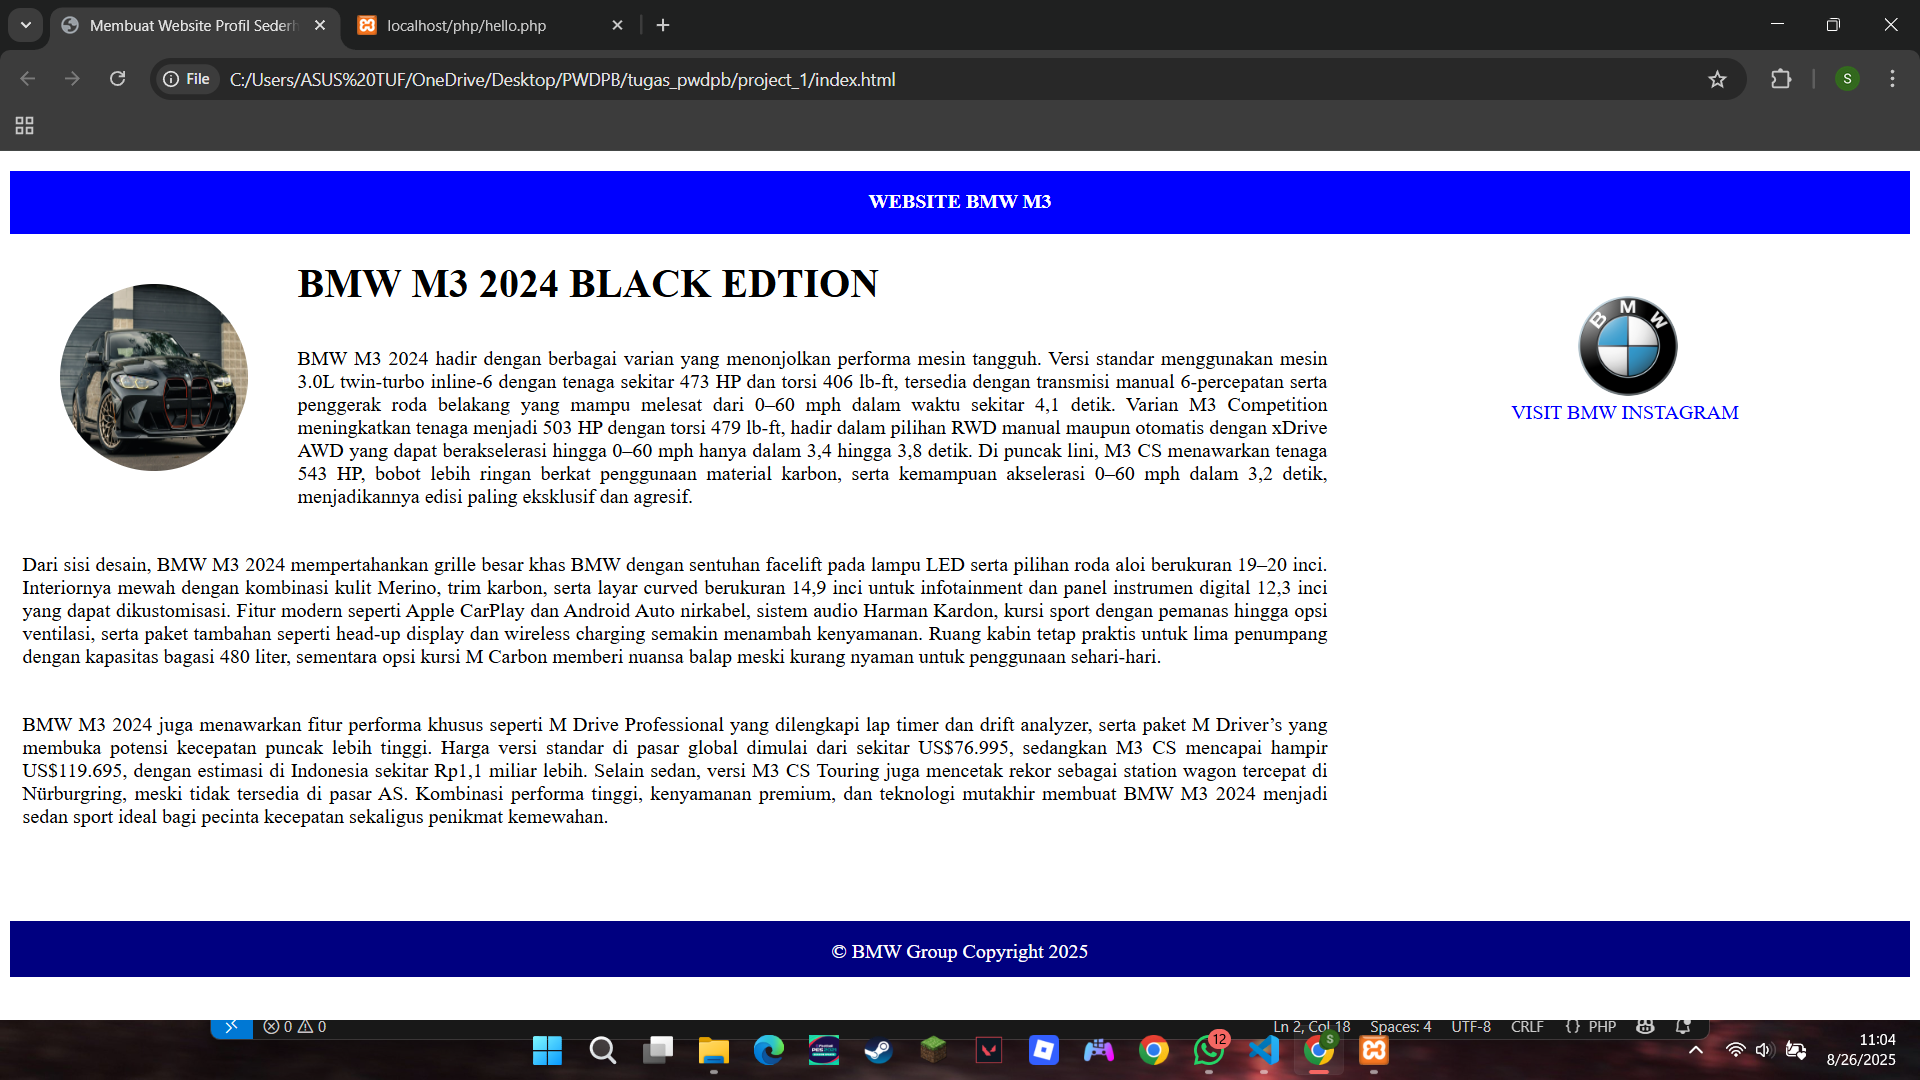 Membuat Website Profil Sederh
localhost/php/hello.php
File
C:/Users/ASUS%20TUF/OneDrive/Desktop/PWDPB/tugas_pwdpb/project_1/index.html
S
WEBSITE BMW M3
BMW M3 2024 BLACK EDTION
BMW M3 2024 hadir dengan berbagai varian yang menonjolkan performa mesin tangguh. Versi standar menggunakan mesin
3.0L twin-turbo inline-6 dengan tenaga sekitar 473 HP dan torsi 406 lb-ft, tersedia dengan transmisi manual 6-percepatan serta
penggerak roda belakang yang mampu melesat dari 0–60 mph dalam waktu sekitar 4,1 detik. Varian M3 Competition
meningkatkan tenaga menjadi 503 HP dengan torsi 479 lb-ft, hadir dalam pilihan RWD manual maupun otomatis dengan xDrive
AWD yang dapat berakselerasi hingga 0–60 mph hanya dalam 3,4 hingga 3,8 detik. Di puncak lini, M3 CS menawarkan tenaga
543 HP, bobot lebih ringan berkat penggunaan material karbon, serta kemampuan akselerasi 0–60 mph dalam 3,2 detik,
menjadikannya edisi paling eksklusif dan agresif.
BMW
VISIT BMW INSTAGRAM
Dari sisi desain, BMW M3 2024 mempertahankan grille besar khas BMW dengan sentuhan facelift pada lampu LED serta pilihan roda aloi berukuran 19–20 inci.
Interiornya mewah dengan kombinasi kulit Merino, trim karbon, serta layar curved berukuran 14,9 inci untuk infotainment dan panel instrumen digital 12,3 inci
yang dapat dikustomisasi. Fitur modern seperti Apple CarPlay dan Android Auto nirkabel, sistem audio Harman Kardon, kursi sport dengan pemanas hingga opsi
ventilasi, serta paket tambahan seperti head-up display dan wireless charging semakin menambah kenyamanan. Ruang kabin tetap praktis untuk lima penumpang
dengan kapasitas bagasi 480 liter, sementara opsi kursi M Carbon memberi nuansa balap meski kurang nyaman untuk penggunaan sehari-hari.
BMW M3 2024 juga menawarkan fitur performa khusus seperti M Drive Professional yang dilengkapi lap timer dan drift analyzer, serta paket M Driver’s yang
membuka potensi kecepatan puncak lebih tinggi. Harga versi standar di pasar global dimulai dari sekitar US$76.995, sedangkan M3 CS mencapai hampir
US$119.695, dengan estimasi di Indonesia sekitar Rp1,1 miliar lebih. Selain sedan, versi M3 CS Touring juga mencetak rekor sebagai station wagon tercepat di
Nürburgring, meski tidak tersedia di pasar AS. Kombinasi performa tinggi, kenyamanan premium, dan teknologi mutakhir membuat BMW M3 2024 menjadi
sedan sport ideal bagi pecinta kecepatan sekaligus penikmat kemewahan.
© BMW Group Copyright 2025
0 0
Ln 2, Col 18 Spaces: 4 UTF-8 CRLF {} PHP
12
S
11:04
8/26/2025